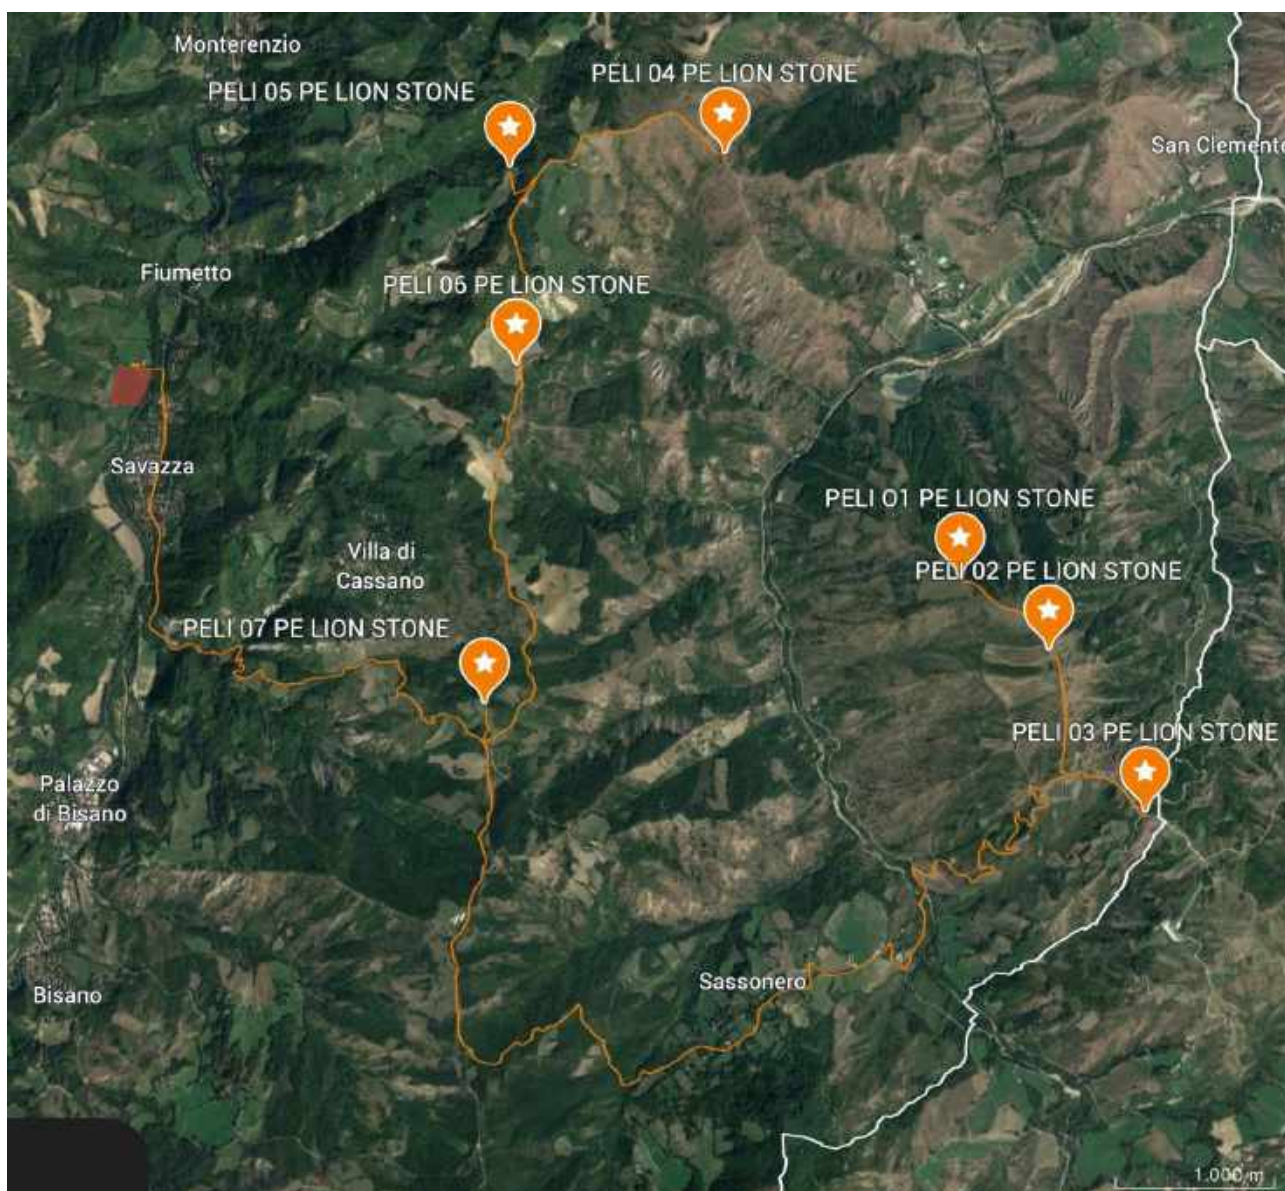 Monterenzio
PELI 04 PE LION STONE
PELI 05 PE LION STONE
San Clemente
Fiumetto
PELI 06 PE LION STONE
Savazza
PELI O1 PE LION STONE
Villa di
Cassano
PELI 02 PE LION STONE
PELI 07 PE LION STONE
PELI 03 PE LION STONE
Palazzo
di Bisano
Sassonero
Bisano
1.000 m